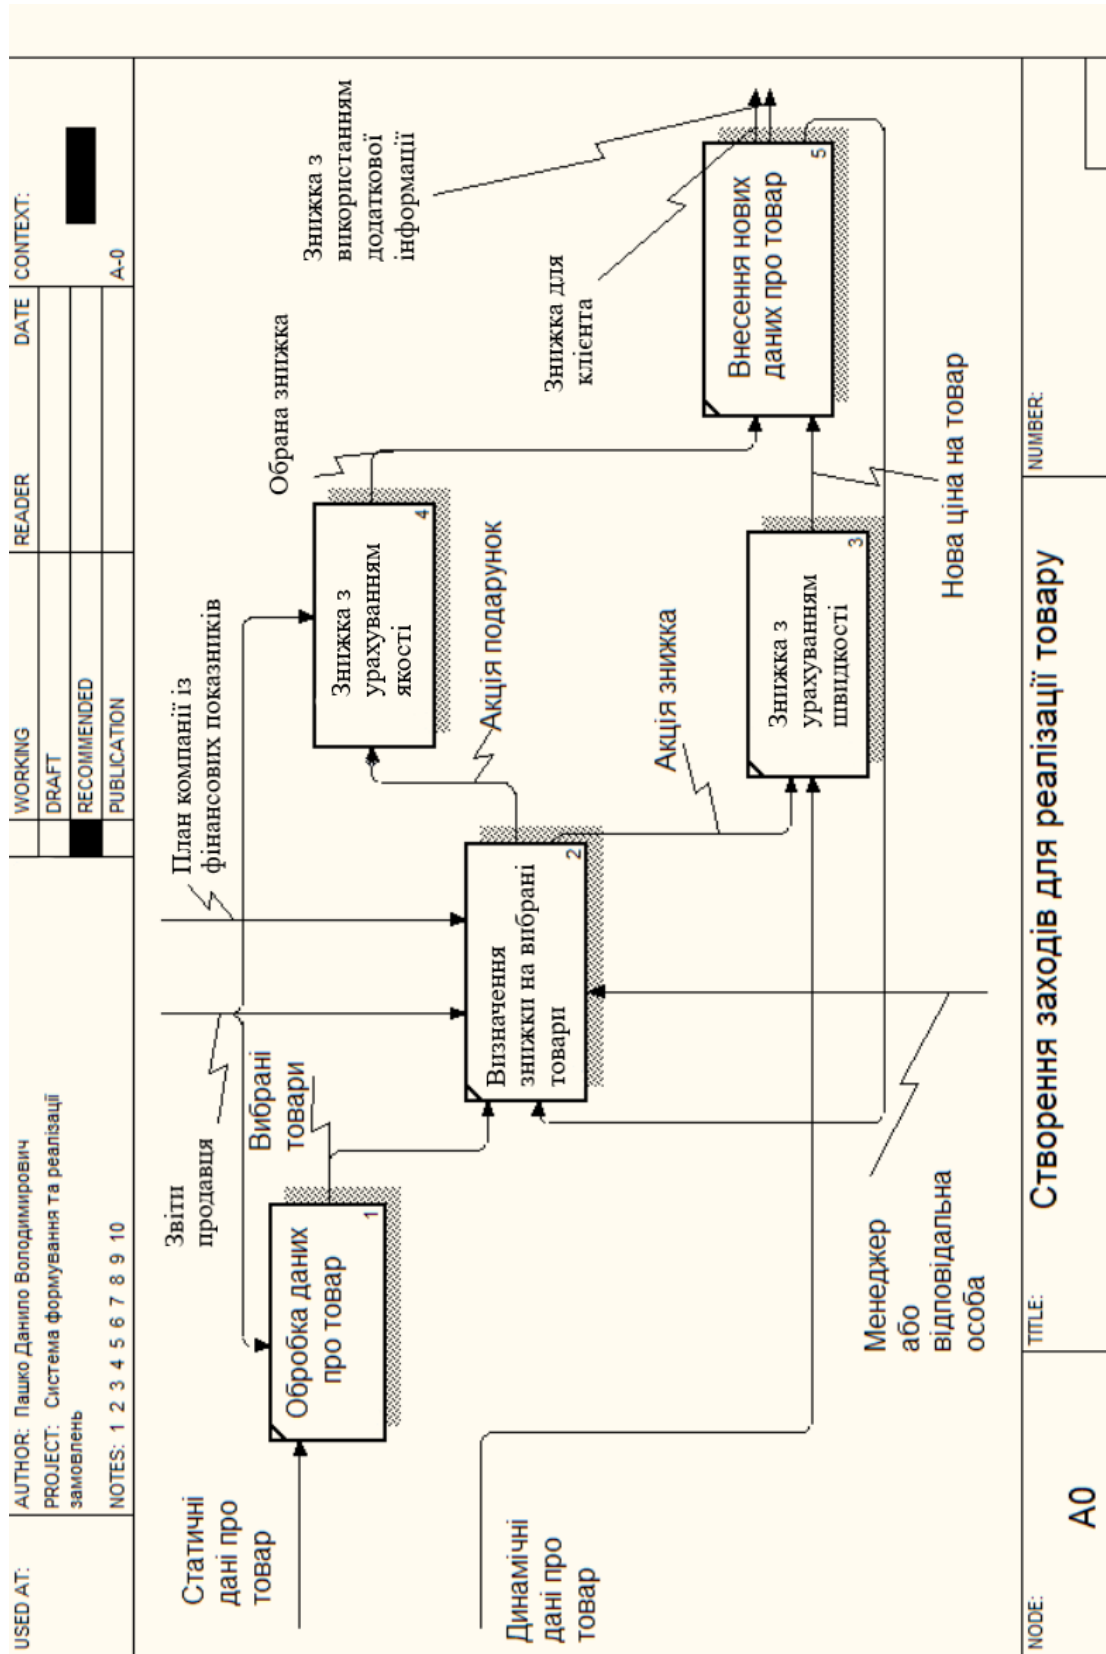 USED AT:
AUTHOR: Пашко Данило Володимирович
PROJECT: Система формування та реалізації
замовлень
NOTES: 1 2 3 4 5 6 7 8 9 10
WORKING
DRAFT
RECOMMENDED
PUBLICATION
READER
DATE
CONTEXT:
A-0
Статичні
дані про
товар
Динамічні
дані про
товар
Звіти
продавця
План компанії із
фінансових показників
Обробка даних
про товар
1
Вибрані
товари
Визначення
знижки на вибрані
товари
2
Менеджер
або
відповідальна
особа
Акція подарунок
Акція знижка
Знижка з
урахуванням
якості
4
Знижка з
урахуванням
швидкості
3
Обрана знижка
Нова ціна на товар
Внесення нових
даних про товар
5
Знижка з
використанням
додаткової
інформації
Знижка для
клієнта
NODE:
A0
TITLE:
Створення заходів для реалізації товару
NUMBER: